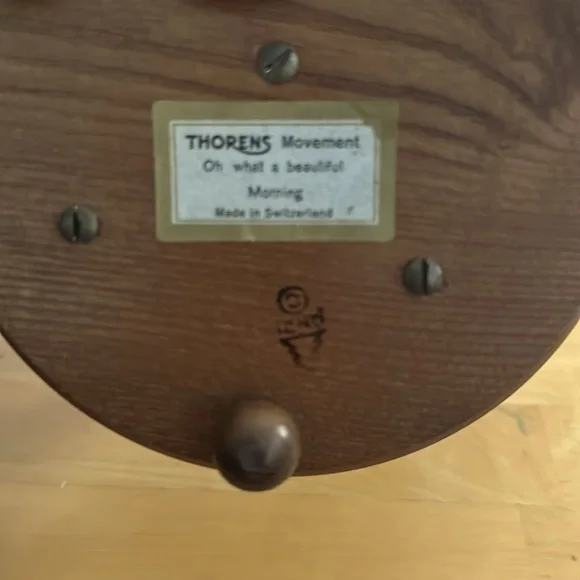 THORENS Movement
Oh what a beautiful
Morning
Made in Switzerland